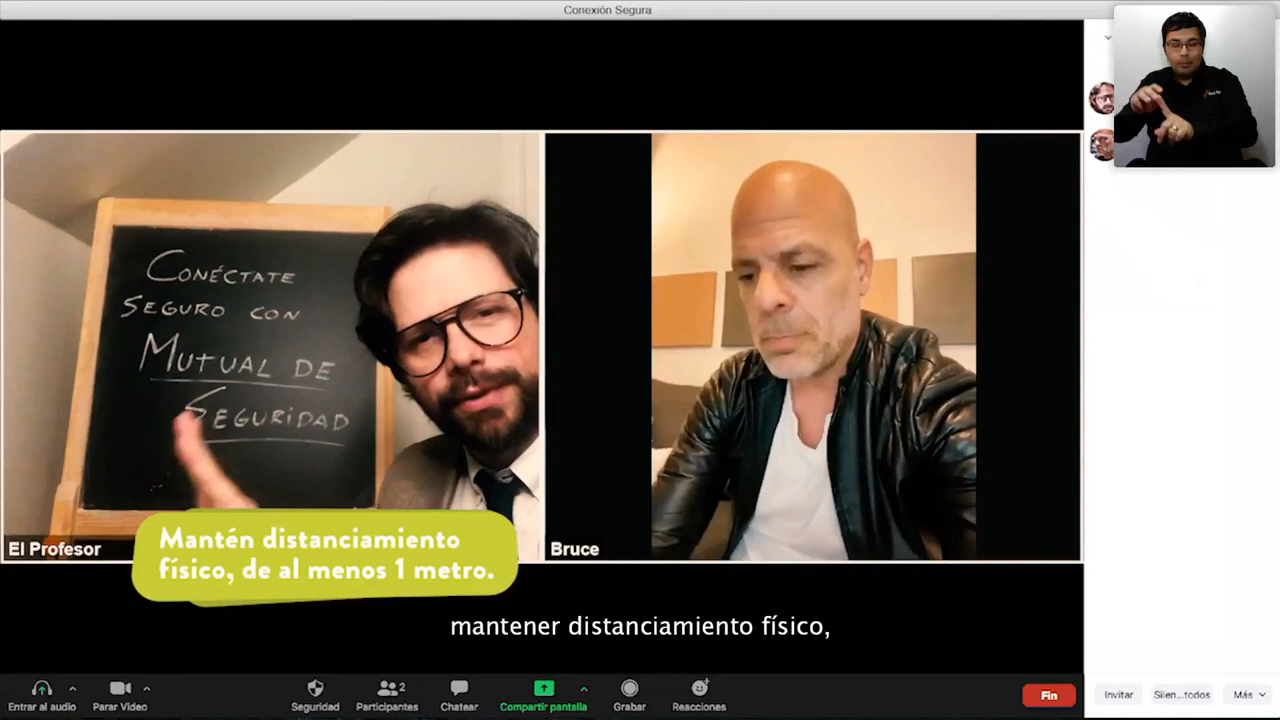 Conexión Segura
CONÉCTATE
SEGURO CON
MUTUAL DE
SEGURIDAD
El Profesor
Bruce
Mantén distanciamiento
físico, de al menos 1 metro.
mantener distanciamiento físico,
Entrar al audio
Parar Video
Seguridad
Participantes
2
Chatear
Compartir pantalla
Grabar
Reacciones
Fin
Invitar
Silen...todos
Más